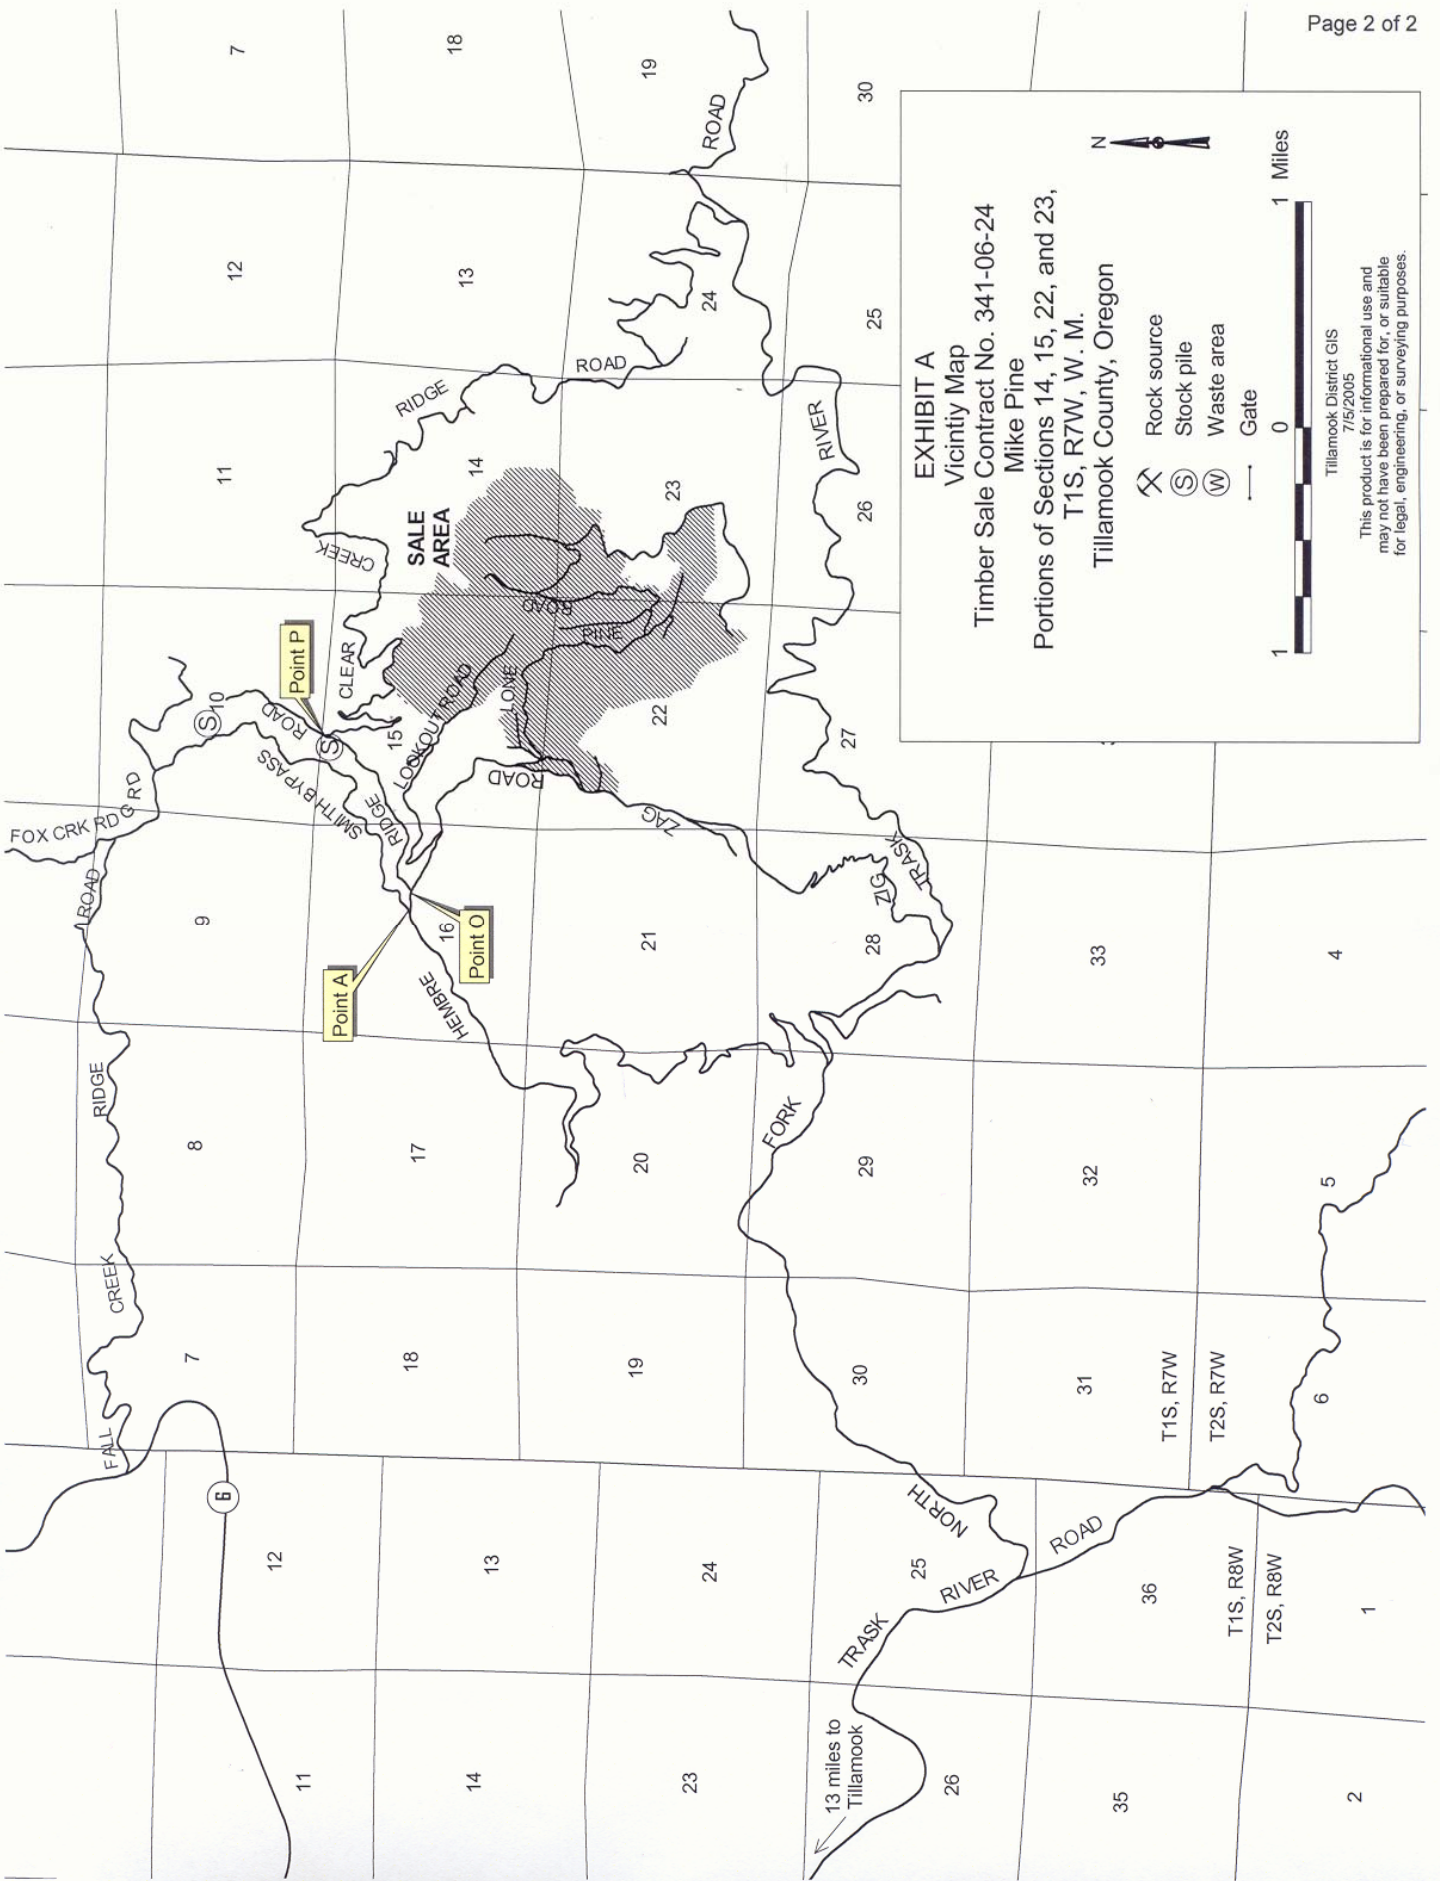 Page 2 of 2
EXHIBIT A
Vicintiy Map
Timber Sale Contract No. 341-06-24
Mike Pine
Portions of Sections 14, 15, 22, and 23,
T1S, R7W, W. M.
Tillamook County, Oregon
N
Rock source
S Stock pile
W Waste area
Gate
1 0 1 Miles
Tillamook District GIS
7/5/2005
This product is for informational use and
may not have been prepared for, or suitable
for legal, engineering, or surveying purposes.
FOX CRK RDG RD
FALL CREEK RIDGE ROAD
6
SMITH BYPASS
HEMBRE RIDGE ROAD
Point A
Point O
Point P
S
S
CLEAR CREEK RIDGE ROAD
SALE
AREA
LOOKOUT ROAD
LONE PINE ROAD
ZIG ZAG ROAD
TRASK RIVER ROAD
NORTH FORK TRASK RIVER ROAD
13 miles to
Tillamook
11 12 7 8 9 10 11 12 7
14 13 18 17 16 15 14 13 18
23 24 19 20 21 22 23 24 19
26 25 30 29 28 27 26 25 30
35 36 31 32 33
2 1 6 5 4
T1S, R8W
T2S, R8W
T1S, R7W
T2S, R7W